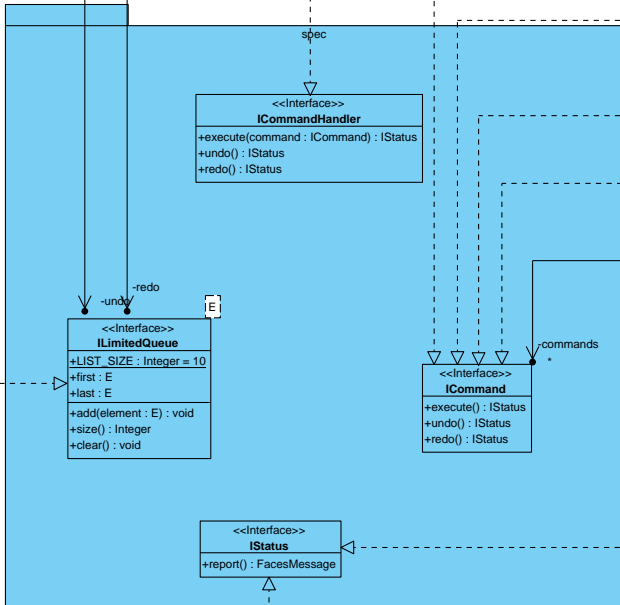 spec
<<Interface>>
ICommandHandler
+execute(command : ICommand) : IStatus
+undo() : IStatus
+redo() : IStatus
-redo
-undo
E
<<Interface>>
ILimitedQueue
+LIST_SIZE : Integer = 10
+first : E
+last : E
+add(element : E) : void
+size() : Integer
+clear() : void
-commands
*
<<Interface>>
ICommand
+execute() : IStatus
+undo() : IStatus
+redo() : IStatus
<<Interface>>
IStatus
+report() : FacesMessage